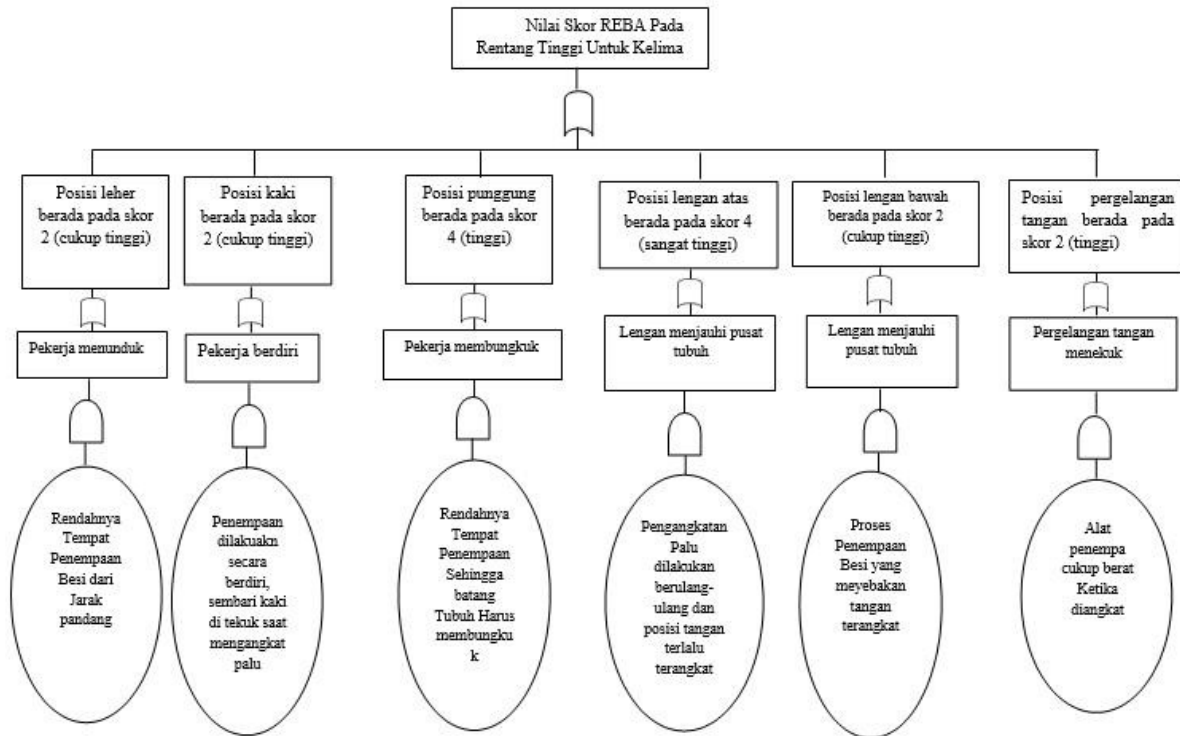 Nilai Skor REBA Pada
Rentang Tinggi Untuk Kelima
Posisi leher
berada pada skor
2 (cukup tinggi)
Posisi kaki
berada pada skor
2 (cukup tinggi)
Posisi punggung
berada pada skor
4 (tinggi)
Posisi lengan atas
berada pada skor 4
(sangat tinggi)
Posisi lengan bawah
berada pada skor 2
(cukup tinggi)
Posisi pergelangan
tangan berada pada
skor 2 (tinggi)
Pekerja menunduk
Pekerja berdiri
Pekerja membungkuk
Lengan menjauhi pusat
tubuh
Lengan menjauhi
pusat tubuh
Pergelangan tangan
menekuk
Rendahnya
Tempat
Penempaan
Besi dari
Jarak
pandang
Penempaan
dilakuakn
secara
berdiri,
sembari kaki
di tekuk saat
mengangkat
palu
Rendahnya
Tempat
Penempaan
Sehingga
batang
Tubuh Harus
membungku
k
Pengangkatan
Palu
dilakukan
berulang-
ulang dan
posisi tangan
terlalu
terangkat
Proses
Penempaan
Besi yang
meyebakan
tangan
terangkat
Alat
penempa
cukup berat
Ketika
diangkat